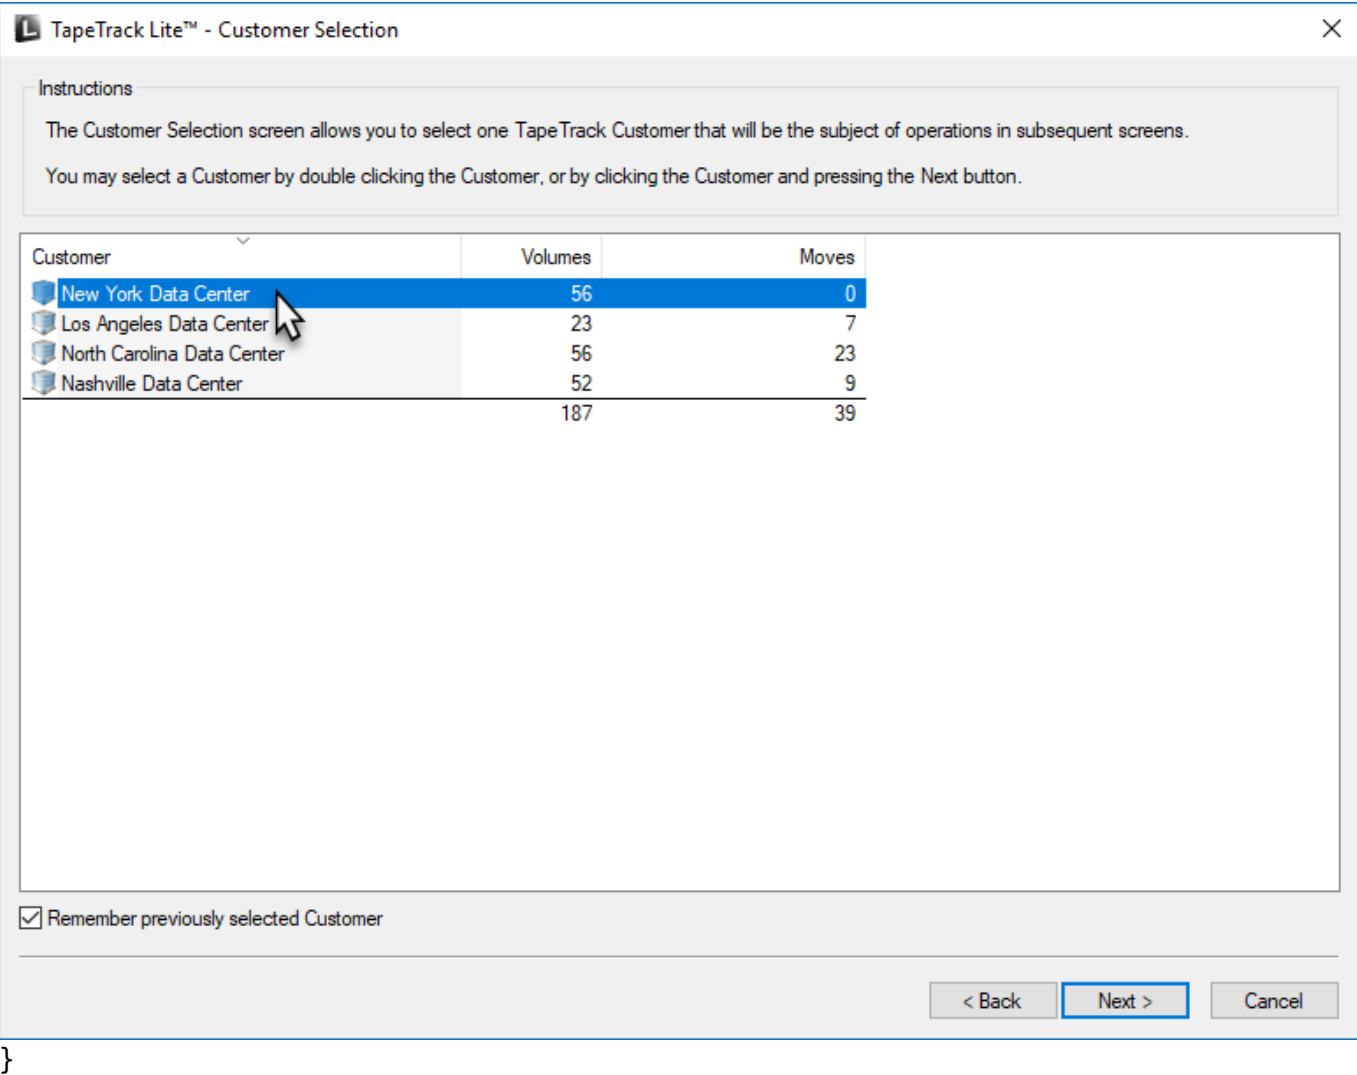 TapeTrack Lite™ - Customer Selection
Instructions
The Customer Selection screen allows you to select one TapeTrack Customer that will be the subject of operations in subsequent screens.
You may select a Customer by double clicking the Customer, or by clicking the Customer and pressing the Next button.
Customer Volumes Moves
New York Data Center 56 0
Los Angeles Data Center 23 7
North Carolina Data Center 56 23
Nashville Data Center 52 9
187 39
Remember previously selected Customer
< Back Next > Cancel
}